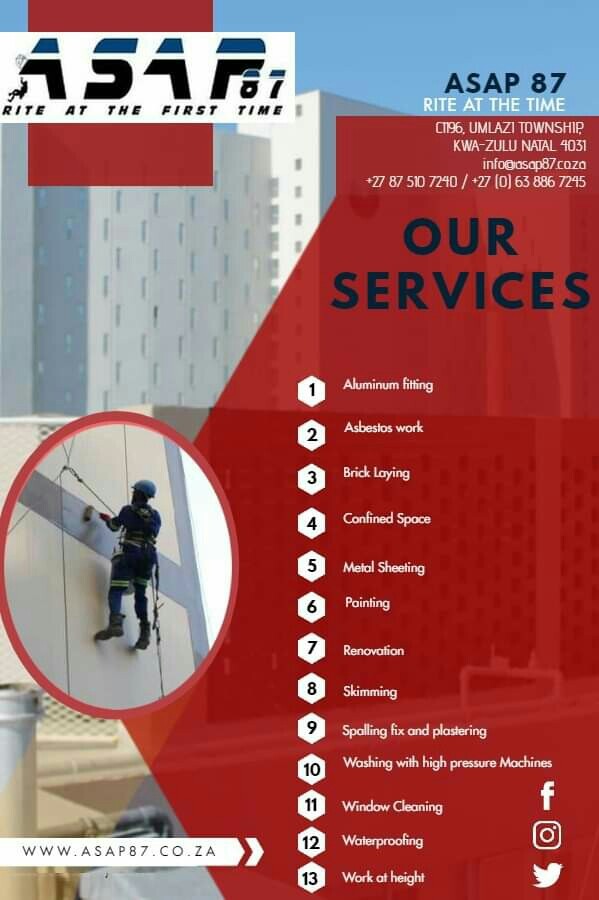 ASAP 87
RITE AT THE FIRST TIME
ASAP 87
RITE AT THE TIME
C1196, UMLAZI TOWNSHIP,
KWA-ZULU NATAL 4031
info@asap87.co.za
+27 87 510 7240 / +27 (0) 63 886 7245
OUR
SERVICES
1 Aluminum fitting
2 Asbestos work
3 Brick Laying
4 Confined Space
5 Metal Sheeting
6 Painting
7 Renovation
8 Skimming
9 Spalling fix and plastering
10 Washing with high pressure Machines
11 Window Cleaning
12 Waterproofing
13 Work at height
WWW.ASAP87.CO.ZA